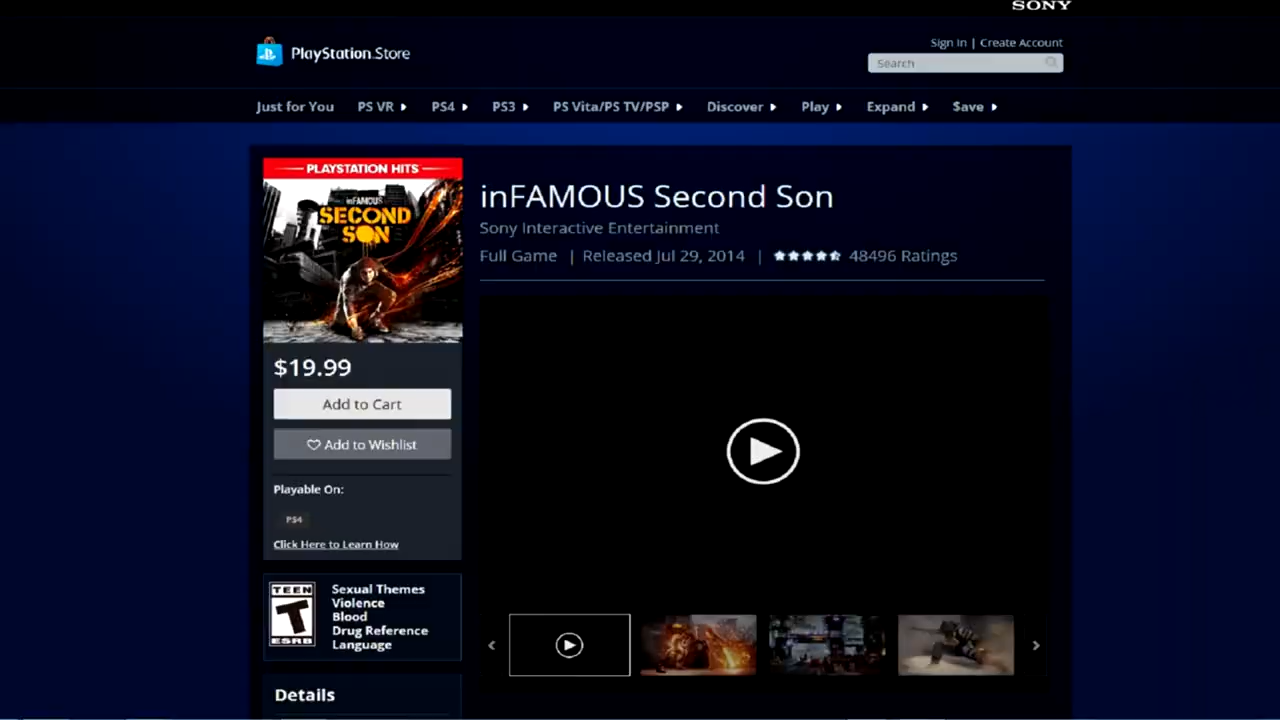 SONY
PlayStation.Store
Sign In | Create Account
Search
Just for You PS VR PS4 PS3 PS Vita/PS TV/PSP Discover Play Expand Save
PLAYSTATION HITS
inFAMOUS
SECOND
SON
inFAMOUS Second Son
Sony Interactive Entertainment
Full Game | Released Jul 29, 2014 | 48496 Ratings
$19.99
Add to Cart
Add to Wishlist
Playable On:
PS4
Click Here to Learn How
TEEN
T
ESRB
Sexual Themes
Violence
Blood
Drug Reference
Language
Details